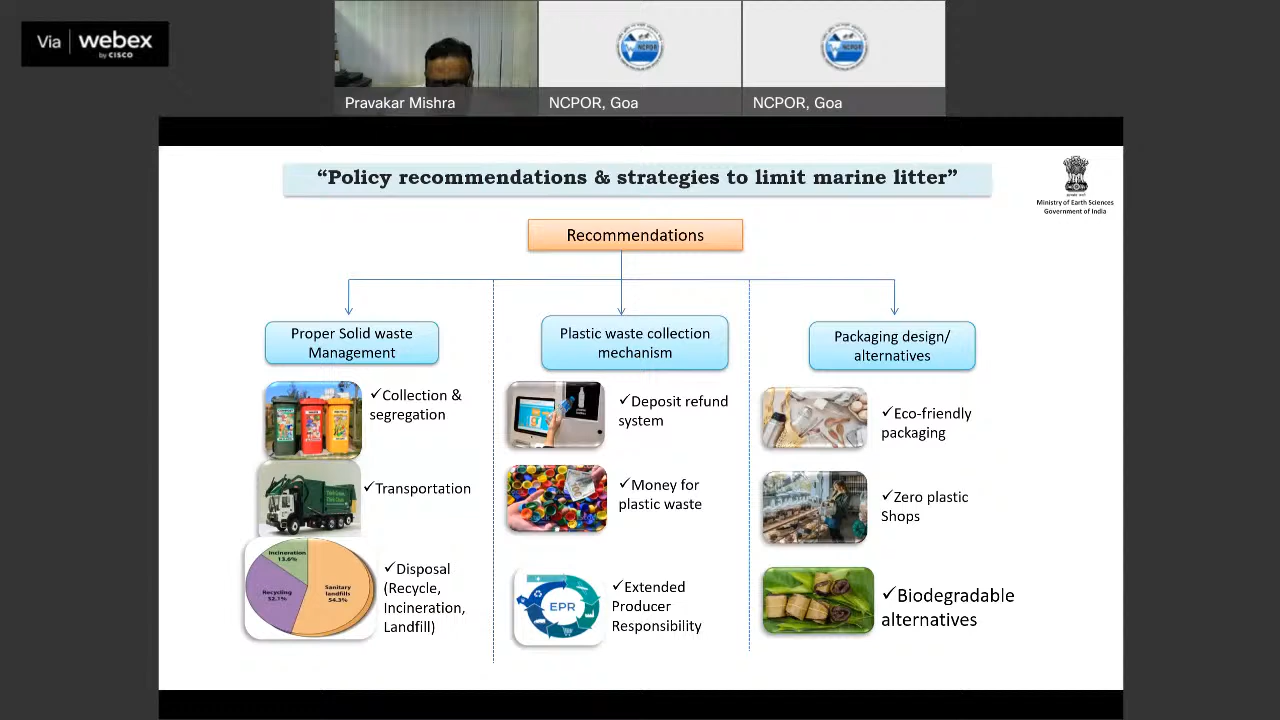 Via webex
by CISCO
Pravakar Mishra
NCPOR, Goa
NCPOR, Goa
NCPOR
NCPOR
“Policy recommendations & strategies to limit marine litter”
Ministry of Earth Sciences
Government of India
Recommendations
Proper Solid waste
Management
✓Collection &
segregation
✓Transportation
Incineration
13.6%
Recycling
32.1%
Sanitary
landfills
54.3%
✓Disposal
(Recycle,
Incineration,
Landfill)
Plastic waste collection
mechanism
✓Deposit refund
system
✓Money for
plastic waste
EPR
✓Extended
Producer
Responsibility
Packaging design/
alternatives
✓Eco-friendly
packaging
✓Zero plastic
Shops
✓Biodegradable
alternatives